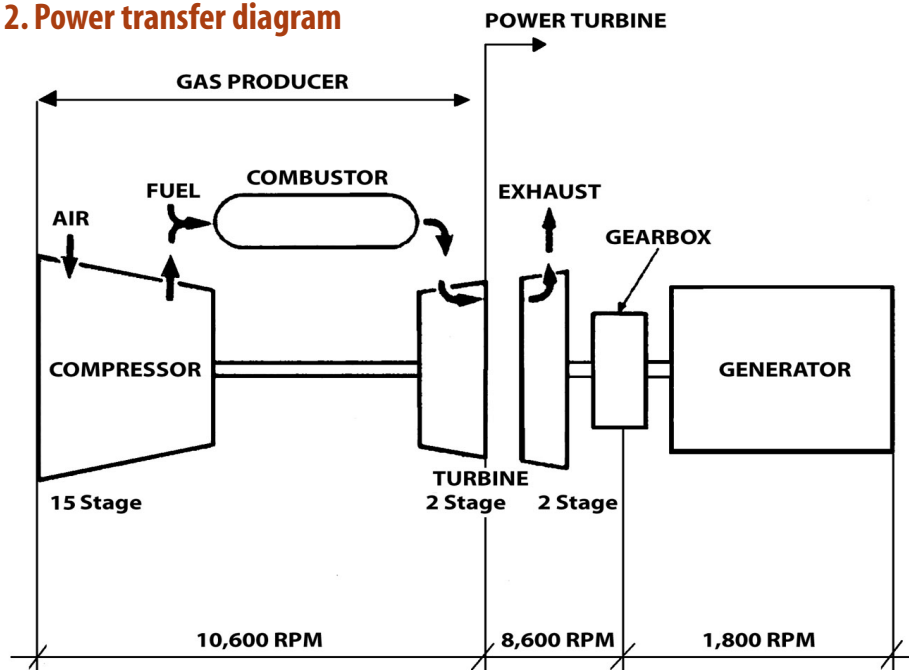 2. Power transfer diagram
POWER TURBINE
GAS PRODUCER
COMBUSTOR
FUEL
EXHAUST
AIR
GEARBOX
COMPRESSOR
GENERATOR
TURBINE
15 Stage
2 Stage
2 Stage
10,600 RPM
8,600 RPM
1,800 RPM